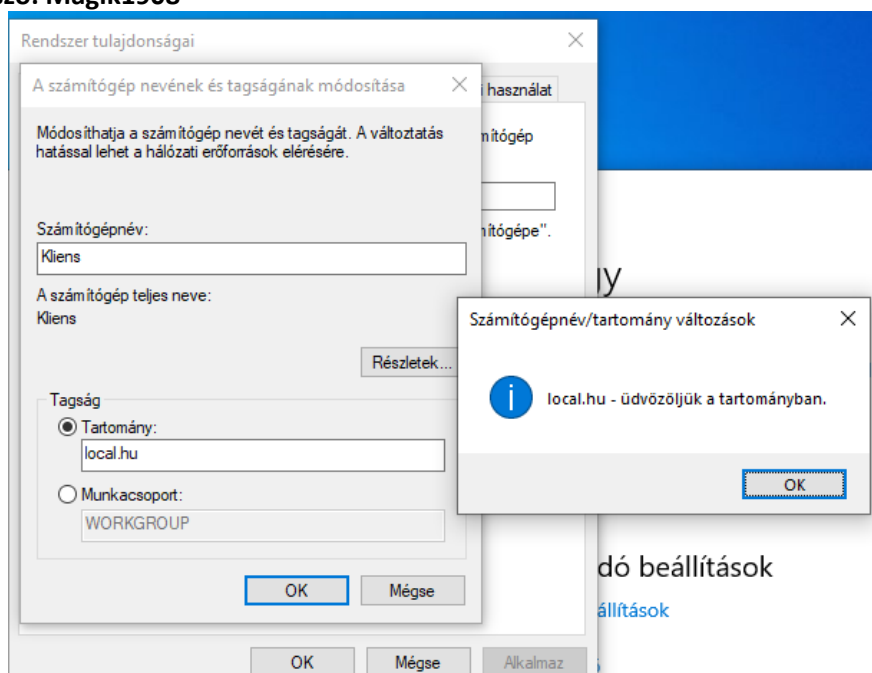 Magik1908
Rendszer tulajdonságai
A számítógép nevének és tagságának módosítása
használat
Módosíthatja a számítógép nevét és tagságát. A változtatás
hatással lehet a hálózati erőforrások elérésére.
Számítógépnév:
Kliens
A számítógép teljes neve:
Kliens
Részletek...
Tagság
Tartomány:
local.hu
Munkacsoport:
WORKGROUP
OK
Mégse
Számítógépnév/tartomány változások
local.hu - üdvözöljük a tartományban.
OK
dó beállítások
állítások
OK
Mégse
Alkalmaz